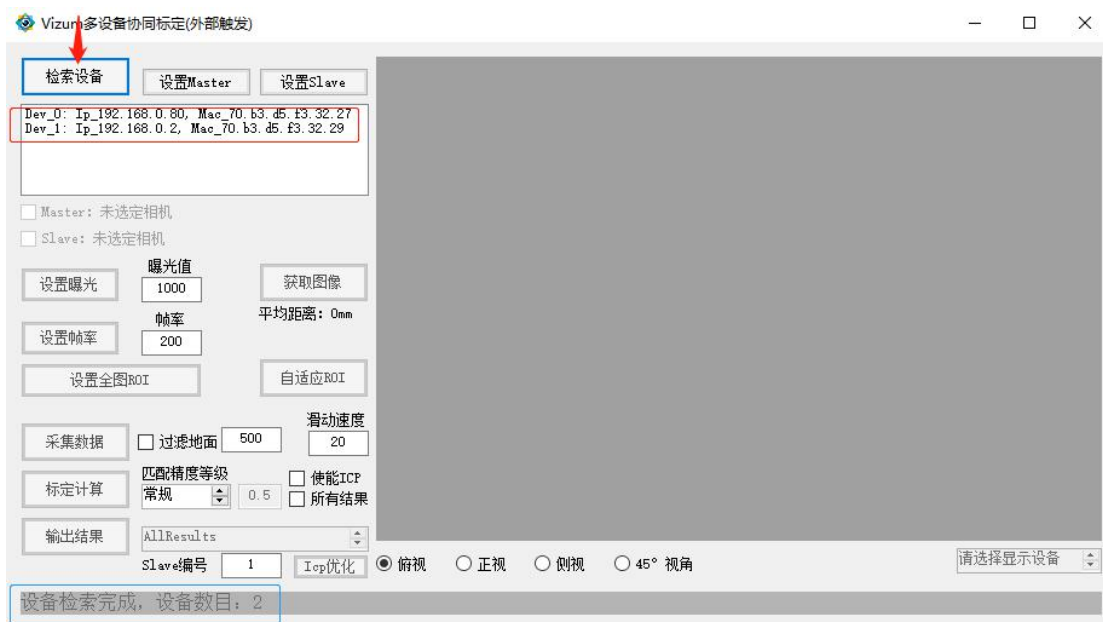 Vizum多设备协同标定(外部触发)
检索设备 设置Master 设置Slave
Dev_0: Ip_192.168.0.80, Mac_70.b3.d5.f3.32.27
Dev_1: Ip_192.168.0.2, Mac_70.b3.d5.f3.32.29
Master: 未选定相机
Slave: 未选定相机
曝光值
设置曝光 1000 获取图像
帧率 平均距离: 0mm
设置帧率 200
设置全图ROI 自适应ROI
滑动速度
采集数据 过滤地面 500 20
匹配精度等级 使能ICP
标定计算 常规 0.5 所有结果
输出结果 AllResults
Slave编号 1 Icp优化 俯视 正视 侧视 45° 视角 请选择显示设备
设备检索完成, 设备数目: 2